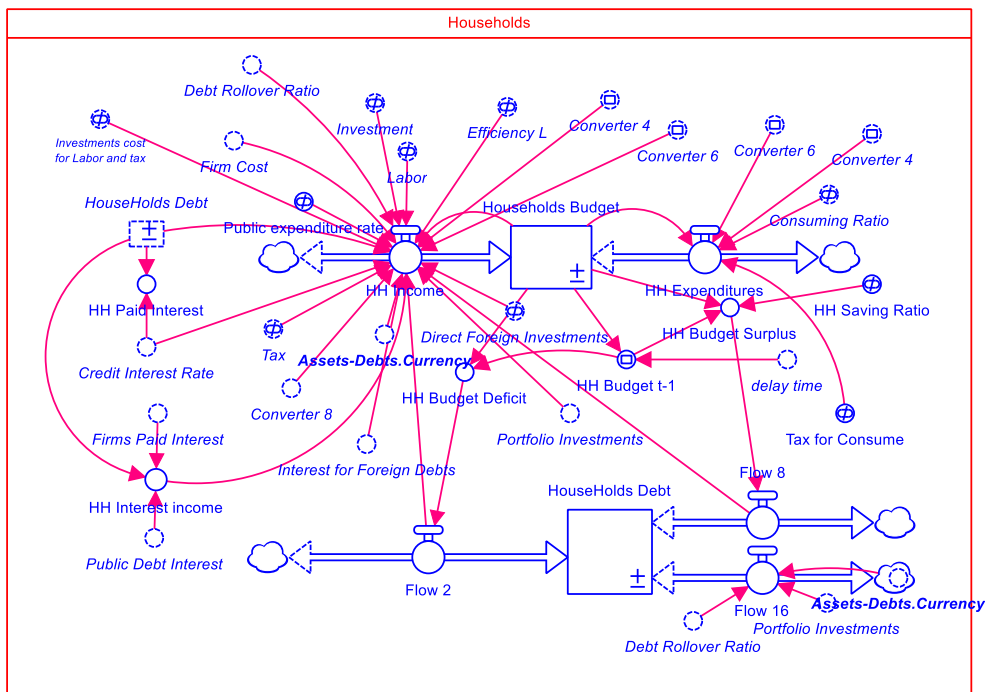 Households
Debt Rollover Ratio
Investments cost
for Labor and tax
Investment
Efficiency L
Converter 4
Converter 6
Converter 6
Converter 4
Firm Cost
Labor
HouseHolds Debt
Public expenditure rate
Households Budget
Consuming Ratio
HH Paid Interest
HH Income
HH Expenditures
HH Saving Ratio
Tax
Direct Foreign Investments
HH Budget Surplus
Credit Interest Rate
Assets-Debts.Currency
HH Budget t-1
delay time
Converter 8
HH Budget Deficit
Firms Paid Interest
Portfolio Investments
Tax for Consume
Interest for Foreign Debts
Flow 8
HH Interest income
HouseHolds Debt
Public Debt Interest
Flow 2
Flow 16
Assets-Debts.Currency
Portfolio Investments
Debt Rollover Ratio